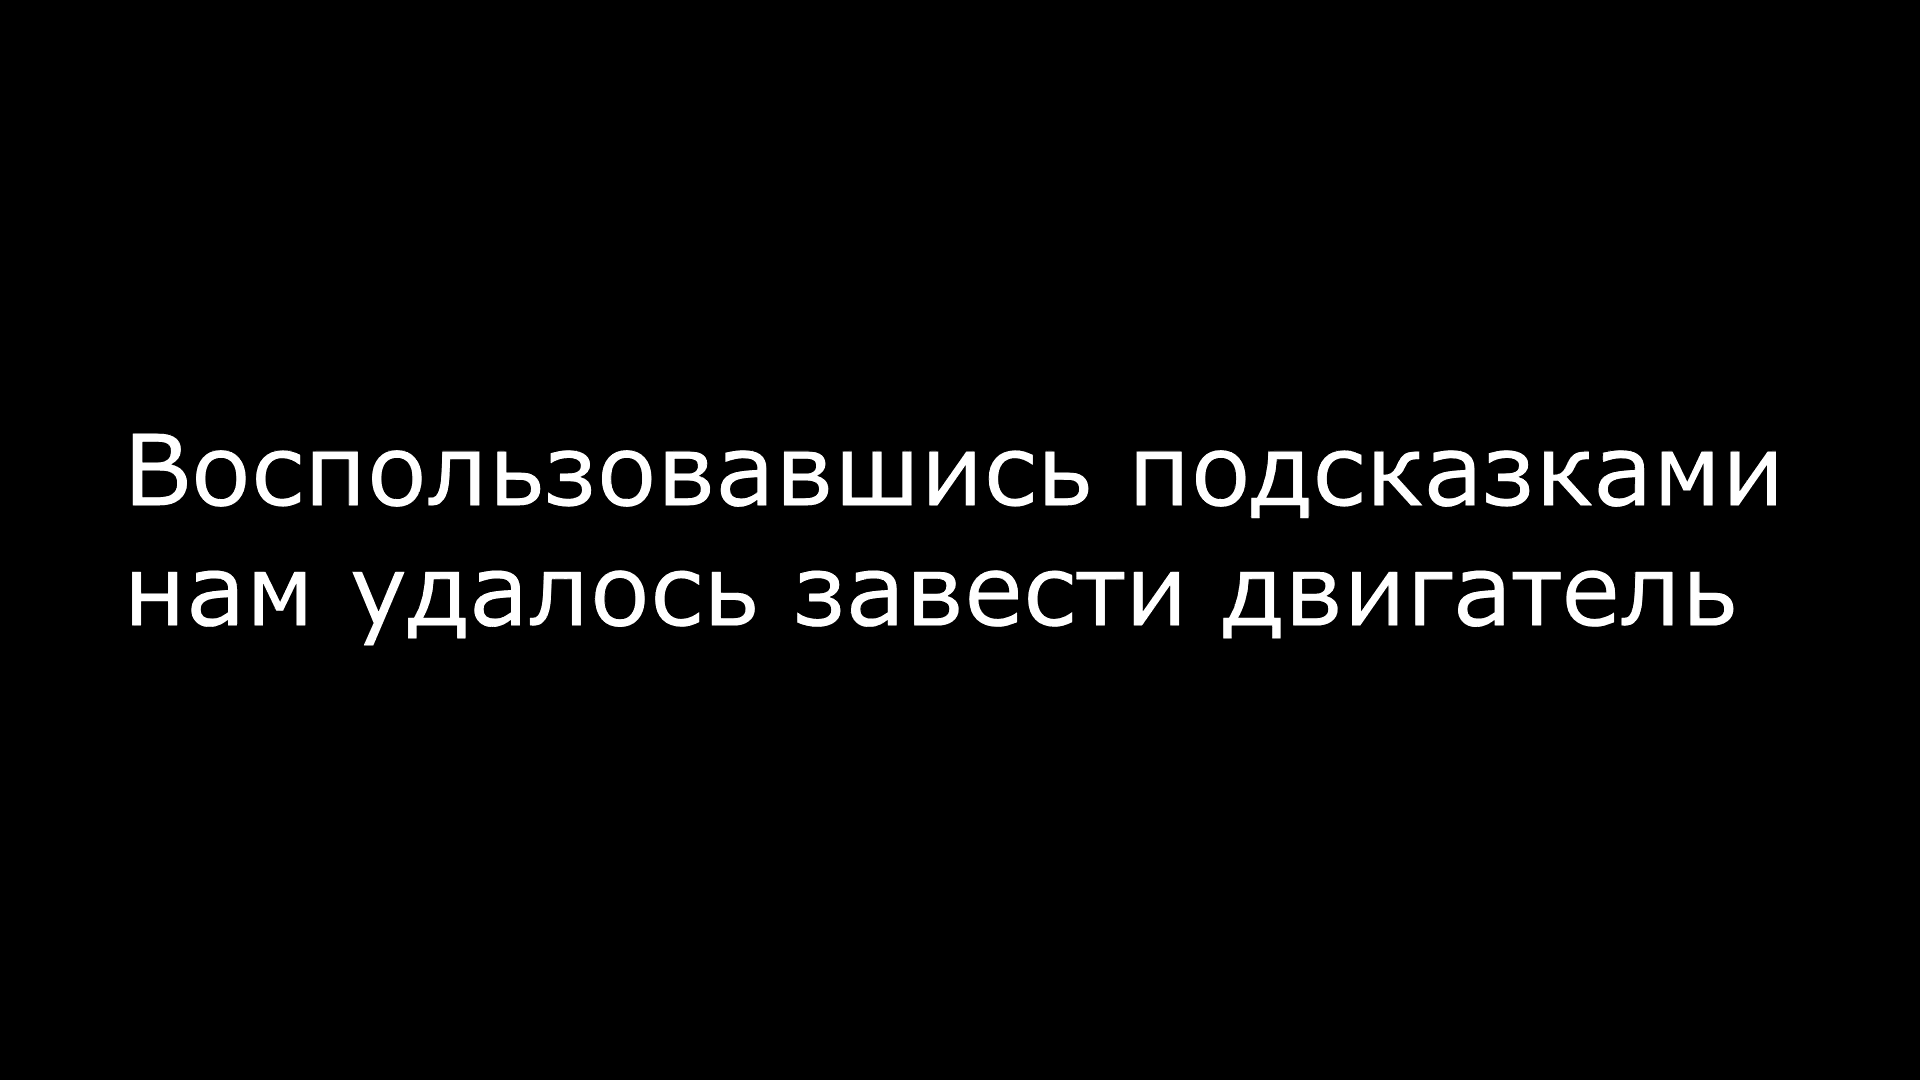 Воспользовавшись подсказками
нам удалось завести двигатель